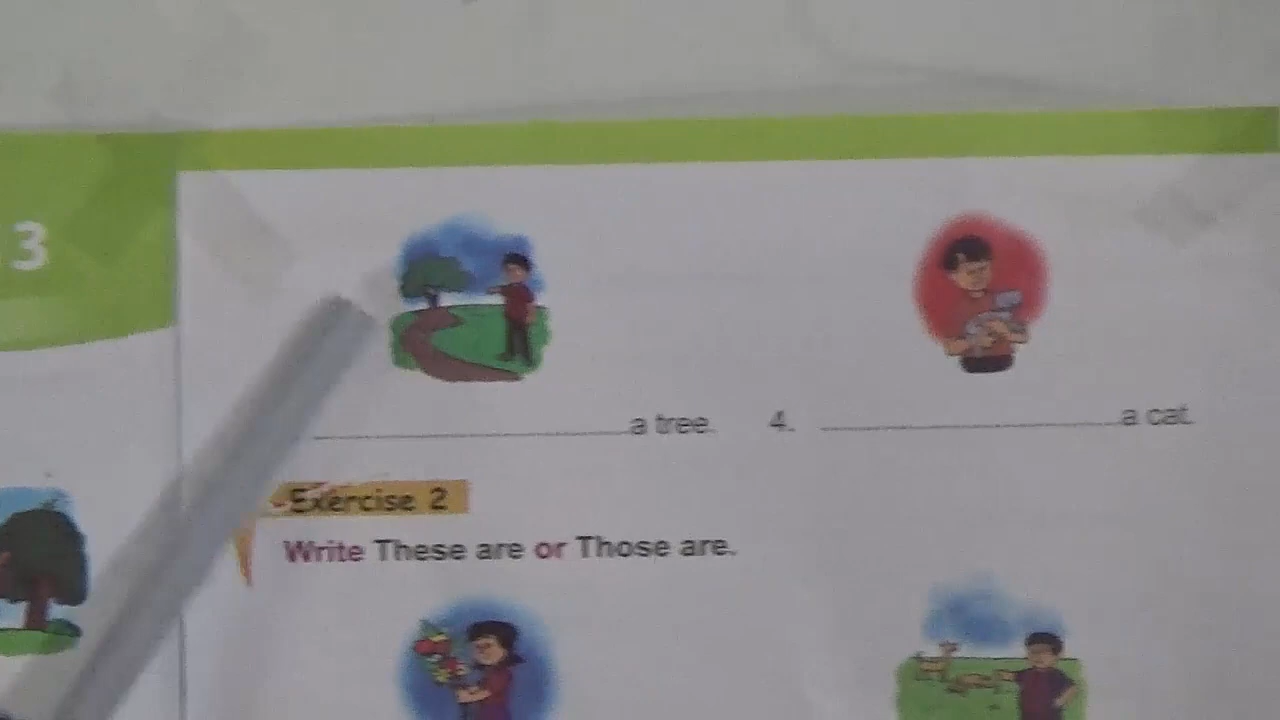 3
a tree. 4. a cat.
Exercise 2
Write These are or Those are.